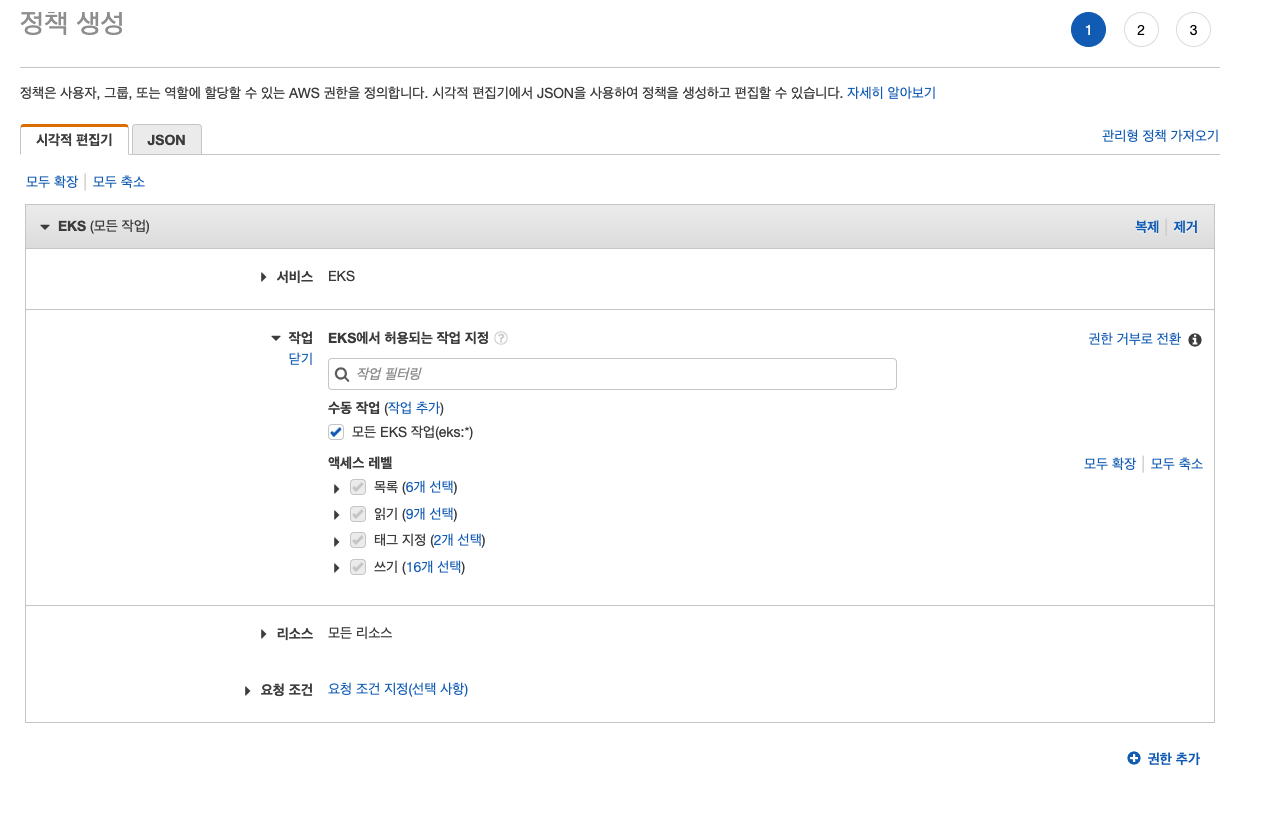 정책 생성
1 2 3
정책은 사용자, 그룹, 또는 역할에 할당할 수 있는 AWS 권한을 정의합니다. 시각적 편집기에서 JSON을 사용하여 정책을 생성하고 편집할 수 있습니다. 자세히 알아보기
시각적 편집기 JSON 관리형 정책 가져오기
모두 확장 모두 축소
EKS (모든 작업) 복제 제거
서비스 EKS
작업 EKS에서 허용되는 작업 지정 ? 권한 거부로 전환
닫기
작업 필터링
수동 작업 (작업 추가)
모든 EKS 작업(eks:*)
액세스 레벨 모두 확장 모두 축소
목록 (6개 선택)
읽기 (9개 선택)
태그 지정 (2개 선택)
쓰기 (16개 선택)
리소스 모든 리소스
요청 조건 요청 조건 지정(선택 사항)
권한 추가